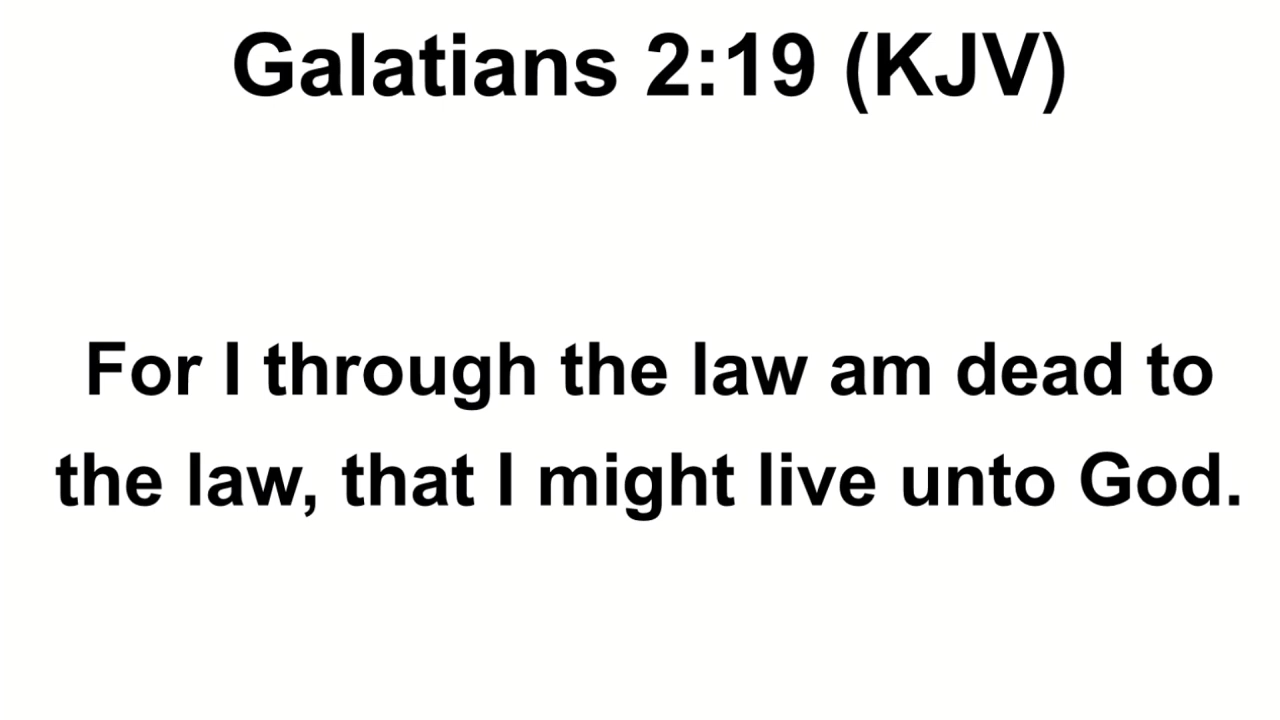 Galatians 2:19 (KJV)
For I through the law am dead to
the law, that I might live unto God.